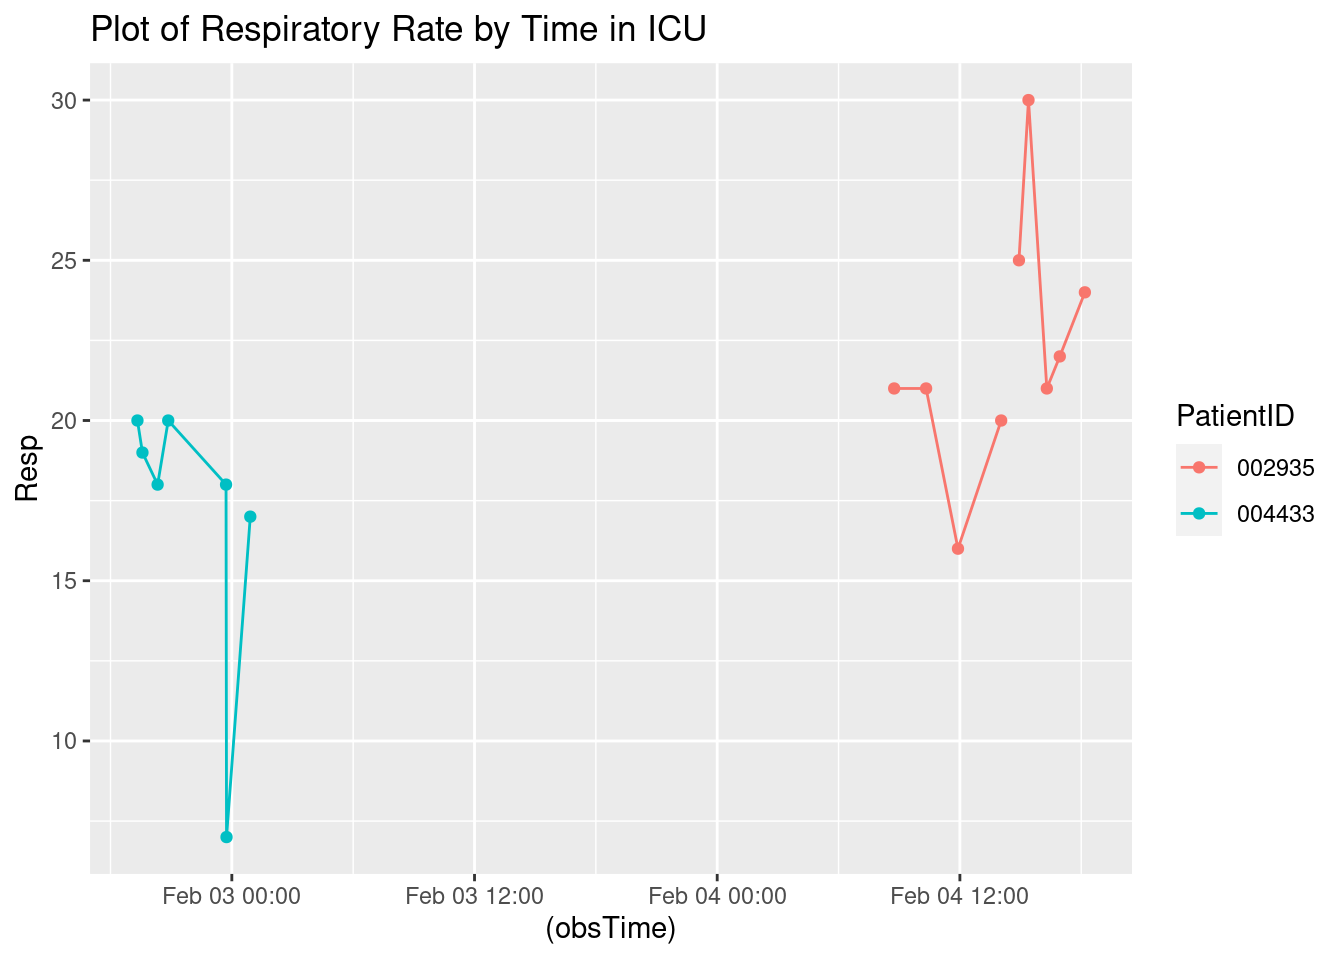 Plot of Respiratory Rate by Time in ICU
30
25
20
15
10
Resp
Feb 03 00:00
Feb 03 12:00
Feb 04 00:00
Feb 04 12:00
(obsTime)
PatientID
002935
004433